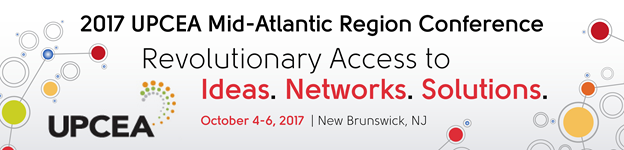 2017 UPCEA Mid-Atlantic Region Conference
Revolutionary Access to
Ideas. Networks. Solutions.
UPCEA
October 4-6, 2017 | New Brunswick, NJ